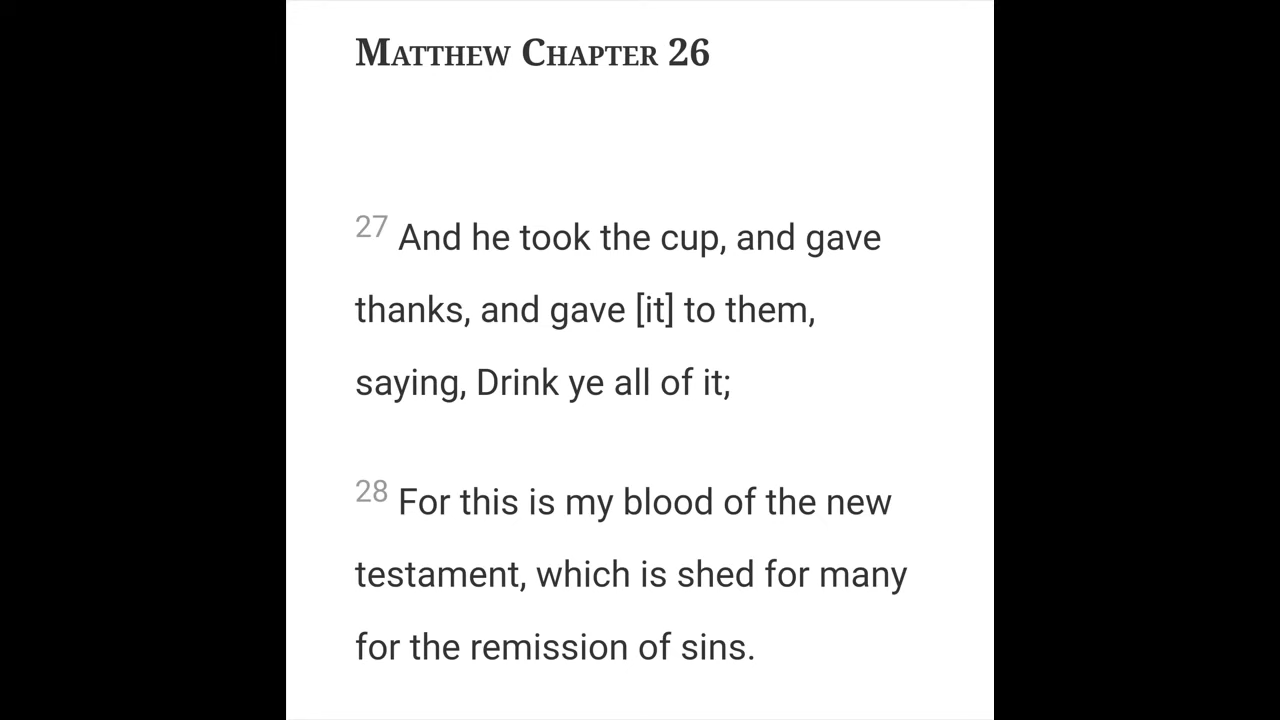 Matthew Chapter 26
27 And he took the cup, and gave
thanks, and gave [it] to them,
saying, Drink ye all of it;
28 For this is my blood of the new
testament, which is shed for many
for the remission of sins.